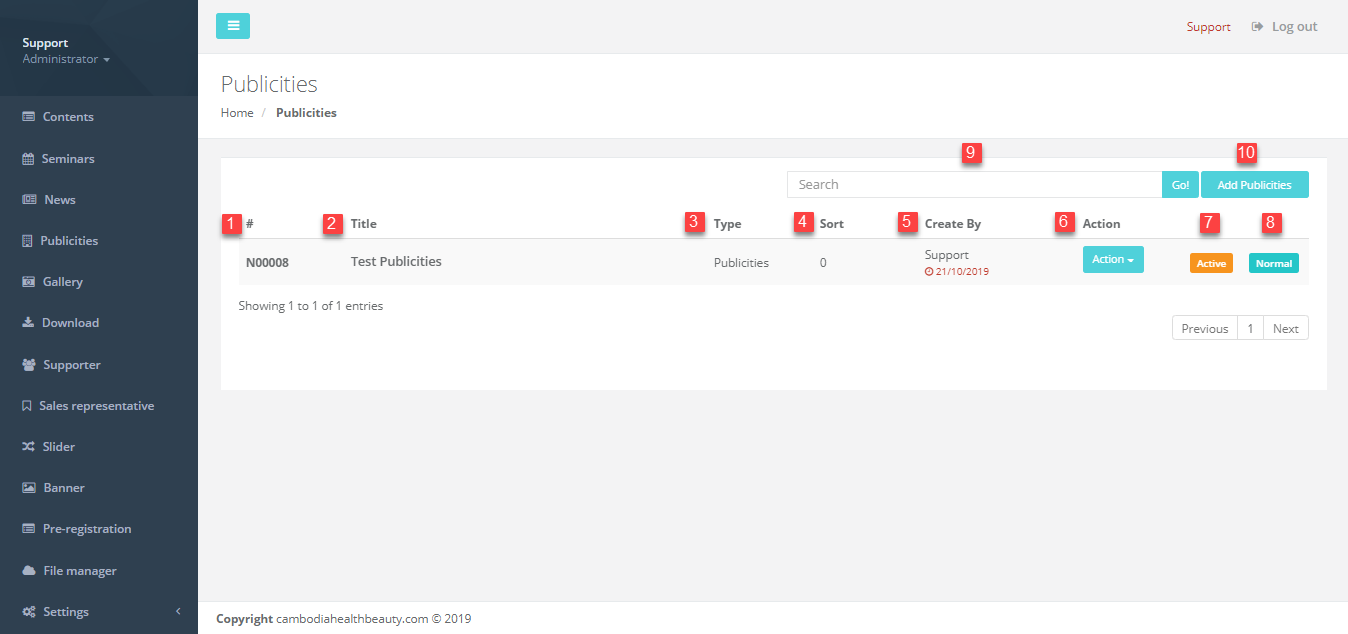 Support
Administrator
Contents
Seminars
News
Publicities
Gallery
Download
Supporter
Sales representative
Slider
Banner
Pre-registration
File manager
Settings
Support Log out
Publicities
Home / Publicities
9 10
Search Go! Add Publicities
1 # 2 Title 3 Type 4 Sort 5 Create By 6 Action 7 8
N00008 Test Publicities Publicities 0 Support Action Active Normal
21/10/2019
Showing 1 to 1 of 1 entries
Previous 1 Next
Copyright cambodiahealthbeauty.com © 2019